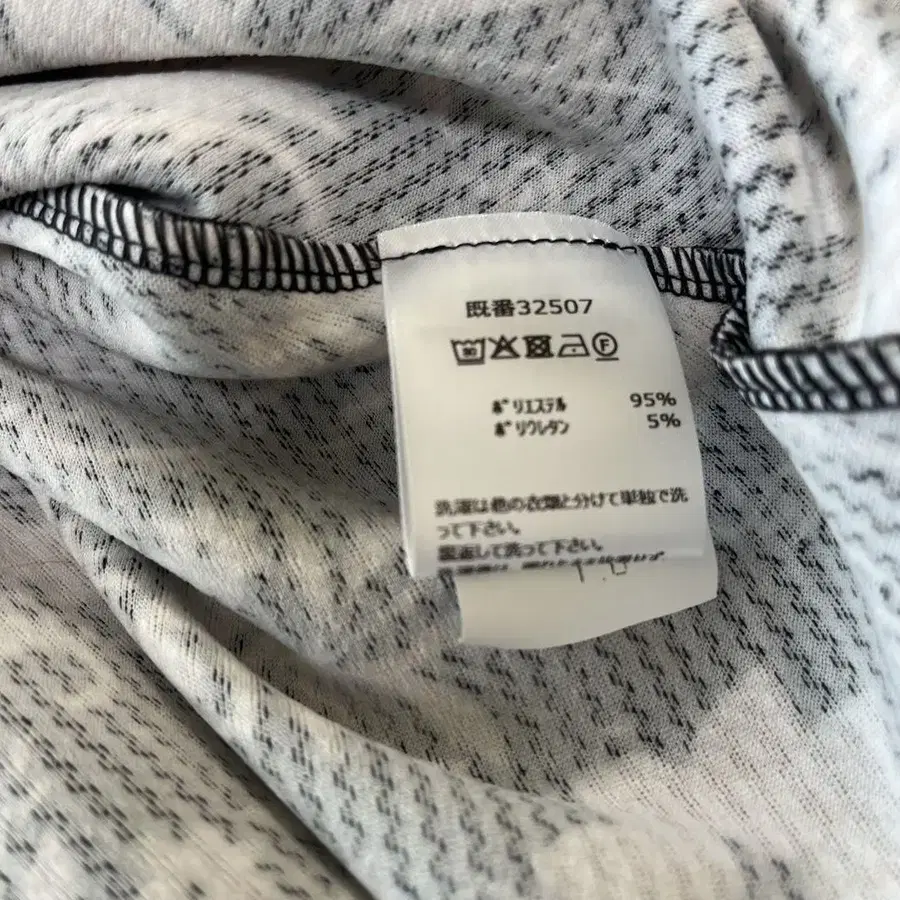 既番32507
30
F
ポリエステル 95%
ポリウレタン 5%
洗濯は他の衣類と分けて単独で洗
って下さい。
裏返して洗って下さい。